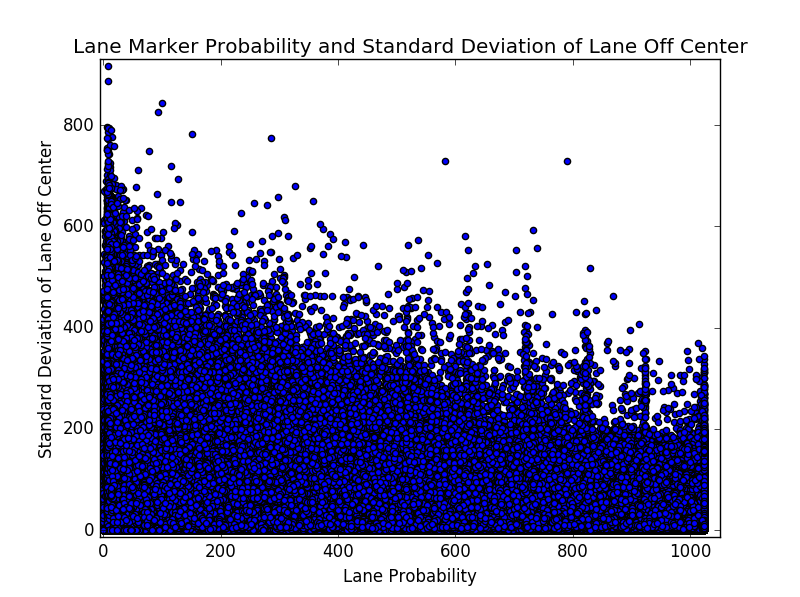 Lane Marker Probability and Standard Deviation of Lane Off Center
Standard Deviation of Lane Off Center
800
600
400
200
0
0 200 400 600 800 1000
Lane Probability